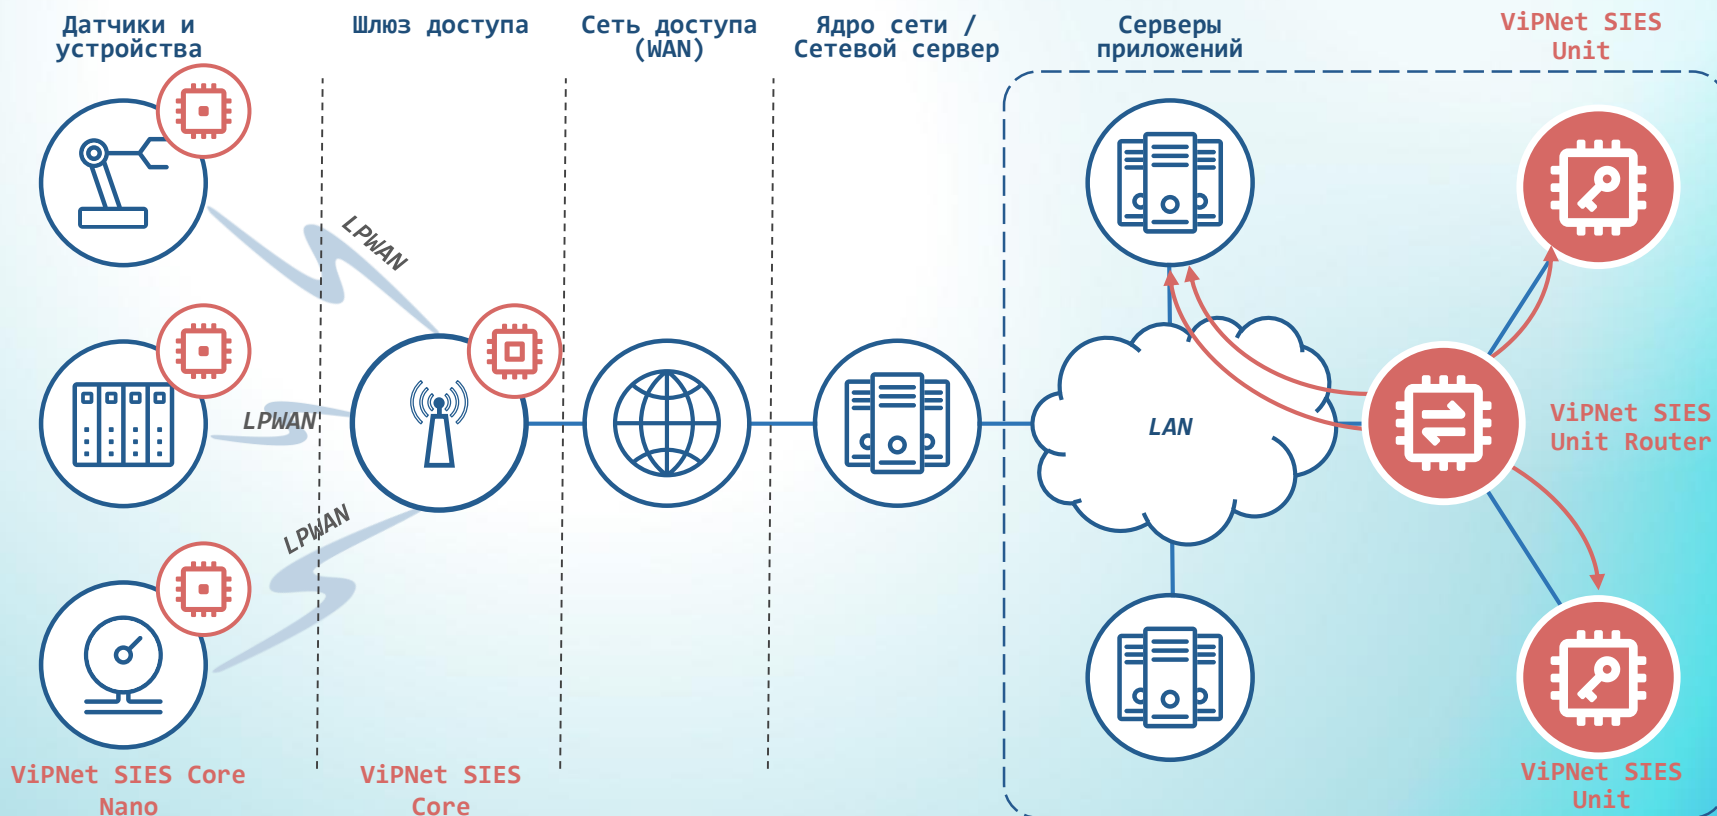 Датчики и
устройства
Шлюз доступа
Сеть доступа
(WAN)
Ядро сети /
Сетевой сервер
Серверы
приложений
ViPNet SIES
Unit
LPWAN
LPWAN
LPWAN
LAN
ViPNet SIES
Unit Router
ViPNet SIES Core
Nano
ViPNet SIES
Core
ViPNet SIES
Unit